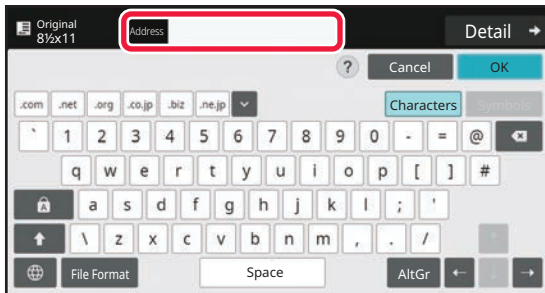 Original
8½x11
Address
Detail →
? Cancel OK
.com .net .org .co.jp .biz .ne.jp Characters Symbols
` 1 2 3 4 5 6 7 8 9 0 - = @
q w e r t y u i o p [ ] #
A a s d f g h j k l ; '
\ z x c v b n m , . /
File Format Space AltGr ← ↓ →